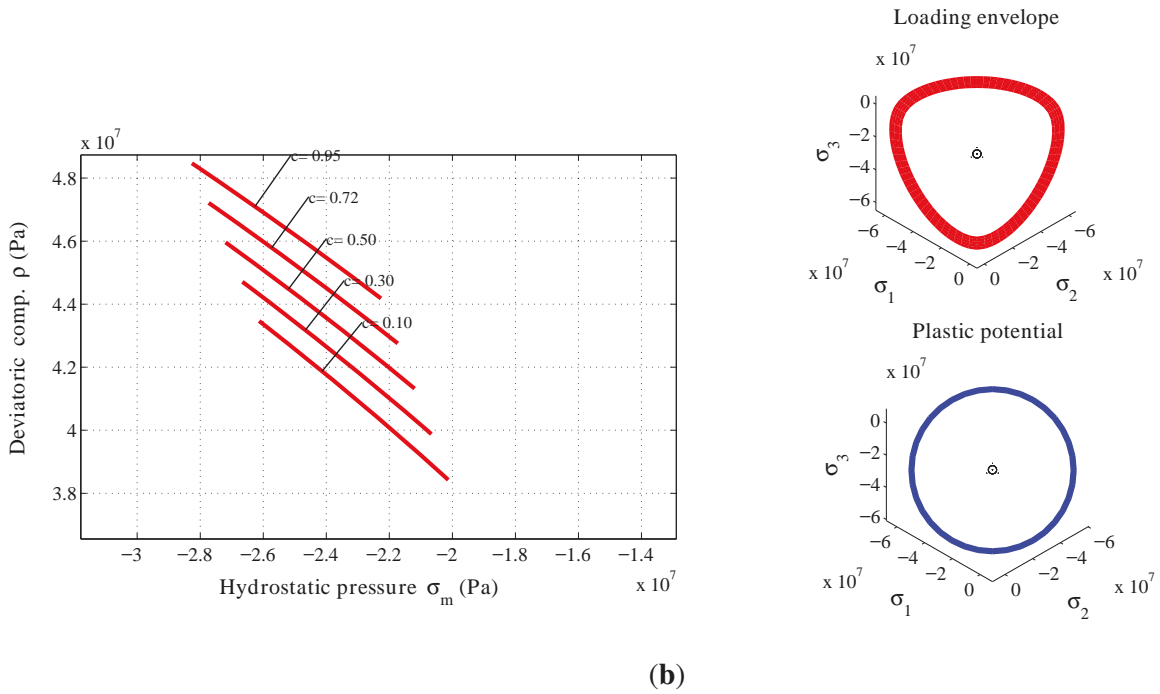 Loading envelope
x 10^7
0
−2
−4
−6
σ_3
−6
−4
−2
0
x 10^7
σ_1
0
−2
−4
−6
x 10^7
σ_2
x 10^7
4.8
4.6
4.4
4.2
4
3.8
Deviatoric comp. ρ (Pa)
c= 0.95
c= 0.72
c= 0.50
c= 0.30
c= 0.10
−3
−2.8
−2.6
−2.4
−2.2
−2
−1.8
−1.6
−1.4
Hydrostatic pressure σ_m (Pa)
x 10^7
Plastic potential
x 10^7
0
−2
−4
−6
σ_3
−6
−4
−2
0
x 10^7
σ_1
0
−2
−4
−6
x 10^7
σ_2
(b)